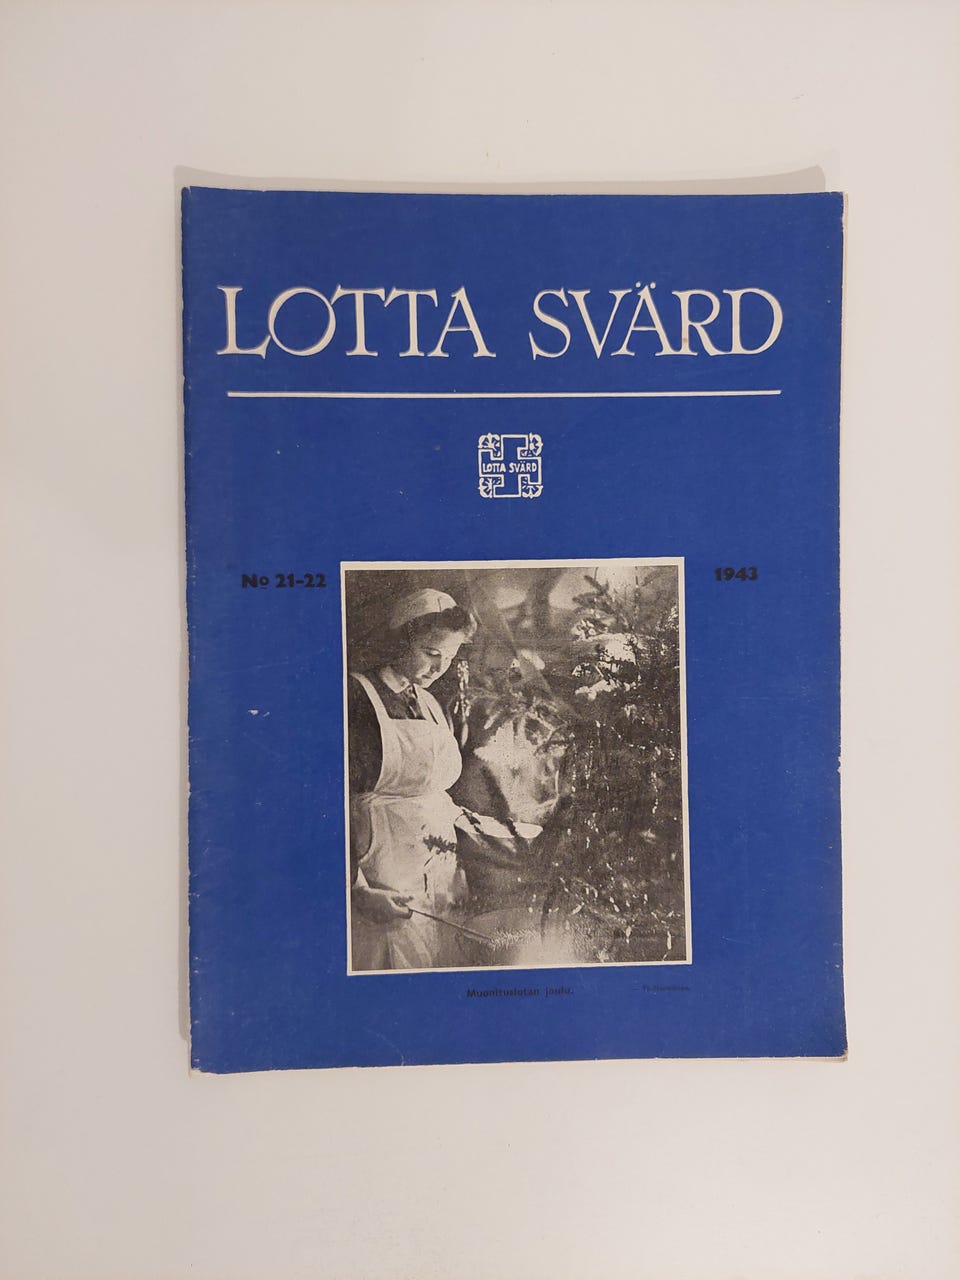 LOTTA SVÄRD
LOTTA SVÄRD
No 21-22
1943
Muonituslotan joulu.